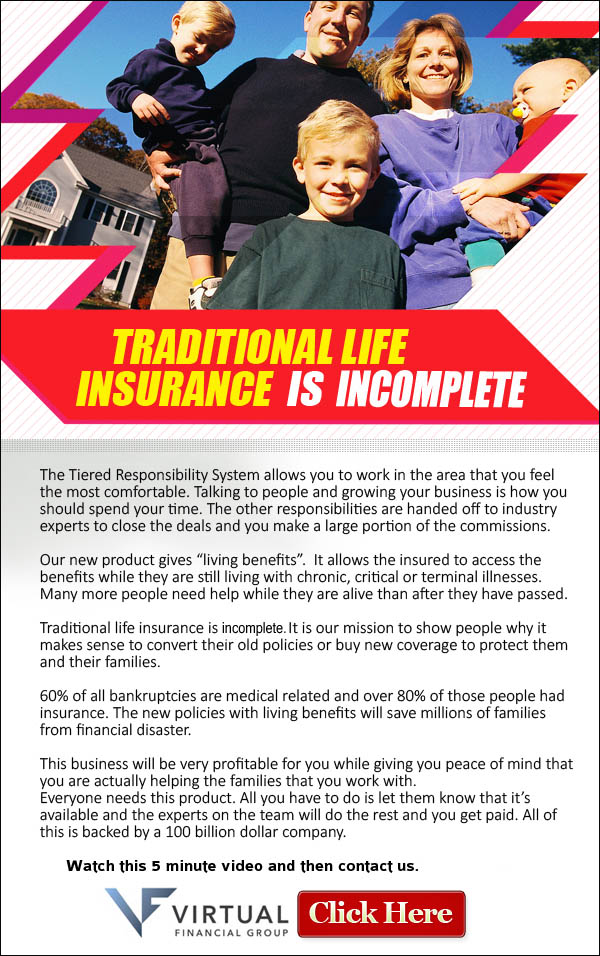 TRADITIONAL LIFE
INSURANCE IS INCOMPLETE
The Tiered Responsibility System allows you to work in the area that you feel
the most comfortable. Talking to people and growing your business is how you
should spend your time. The other responsibilities are handed off to industry
experts to close the deals and you make a large portion of the commissions.
Our new product gives “living benefits”. It allows the insured to access the
benefits while they are still living with chronic, critical or terminal illnesses.
Many more people need help while they are alive than after they have passed.
Traditional life insurance is incomplete. It is our mission to show people why it
makes sense to convert their old policies or buy new coverage to protect them
and their families.
60% of all bankruptcies are medical related and over 80% of those people had
insurance. The new policies with living benefits will save millions of families
from financial disaster.
This business will be very profitable for you while giving you peace of mind that
you are actually helping the families that you work with.
Everyone needs this product. All you have to do is let them know that it’s
available and the experts on the team will do the rest and you get paid. All of
this is backed by a 100 billion dollar company.
Watch this 5 minute video and then contact us.
VF VIRTUAL
FINANCIAL GROUP
Click Here